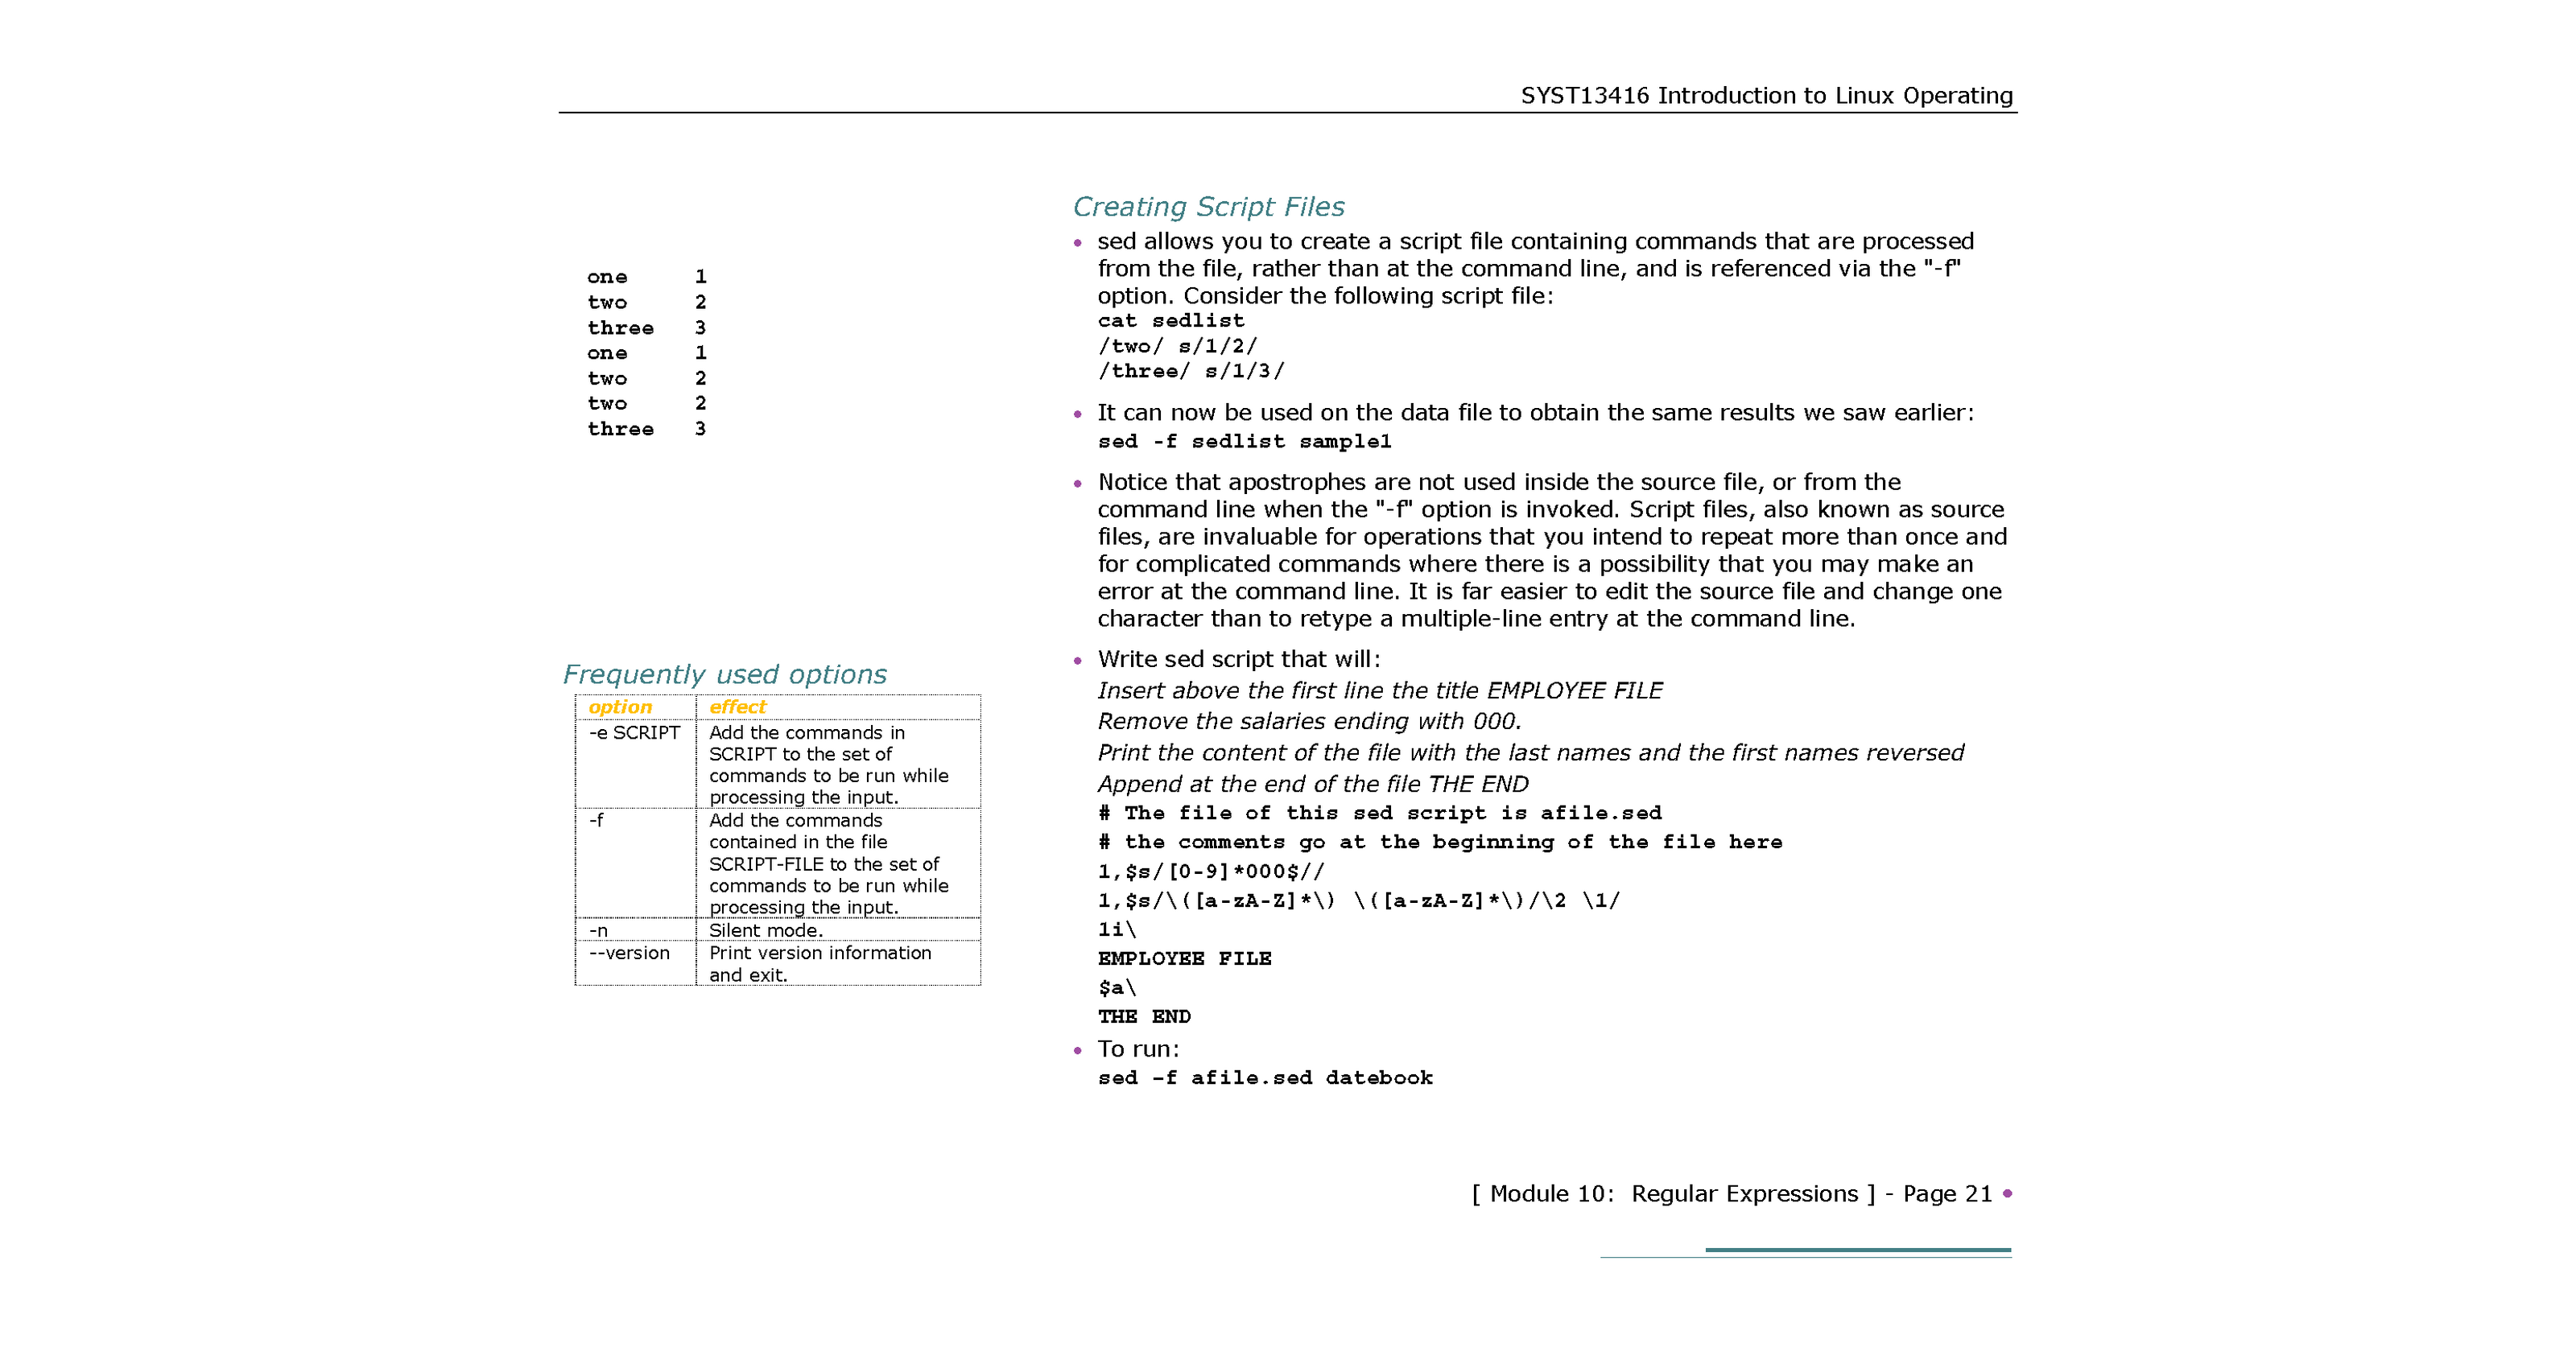 SYST13416 Introduction to Linux Operating
one 1
two 2
three 3
one 1
two 2
two 2
three 3
Frequently used options
option effect
-e SCRIPT Add the commands in
SCRIPT to the set of
commands to be run while
processing the input.
-f Add the commands
contained in the file
SCRIPT-FILE to the set of
commands to be run while
processing the input.
-n Silent mode.
--version Print version information
and exit.
Creating Script Files
• sed allows you to create a script file containing commands that are processed
from the file, rather than at the command line, and is referenced via the "-f"
option. Consider the following script file:
cat sedlist
/two/ s/1/2/
/three/ s/1/3/
• It can now be used on the data file to obtain the same results we saw earlier:
sed -f sedlist sample1
• Notice that apostrophes are not used inside the source file, or from the
command line when the "-f" option is invoked. Script files, also known as source
files, are invaluable for operations that you intend to repeat more than once and
for complicated commands where there is a possibility that you may make an
error at the command line. It is far easier to edit the source file and change one
character than to retype a multiple-line entry at the command line.
• Write sed script that will:
Insert above the first line the title EMPLOYEE FILE
Remove the salaries ending with 000.
Print the content of the file with the last names and the first names reversed
Append at the end of the file THE END
# The file of this sed script is afile.sed
# the comments go at the beginning of the file here
1,$s/[0-9]*000$//
1,$s/\([a-zA-Z]*\) \([a-zA-Z]*\)/\2 \1/
1i\
EMPLOYEE FILE
$a\
THE END
• To run:
sed –f afile.sed datebook
[ Module 10: Regular Expressions ] - Page 21 •